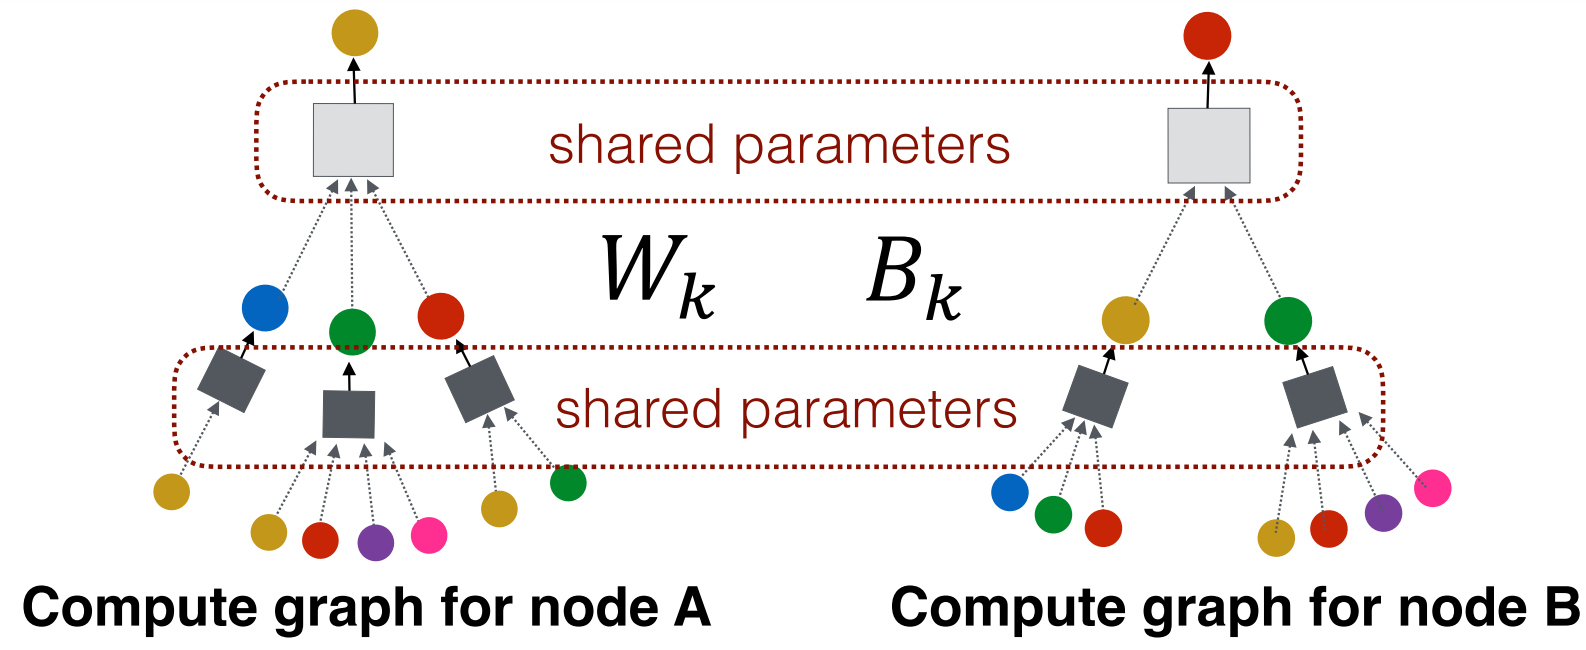 shared parameters
W_k B_k
shared parameters
Compute graph for node A
Compute graph for node B